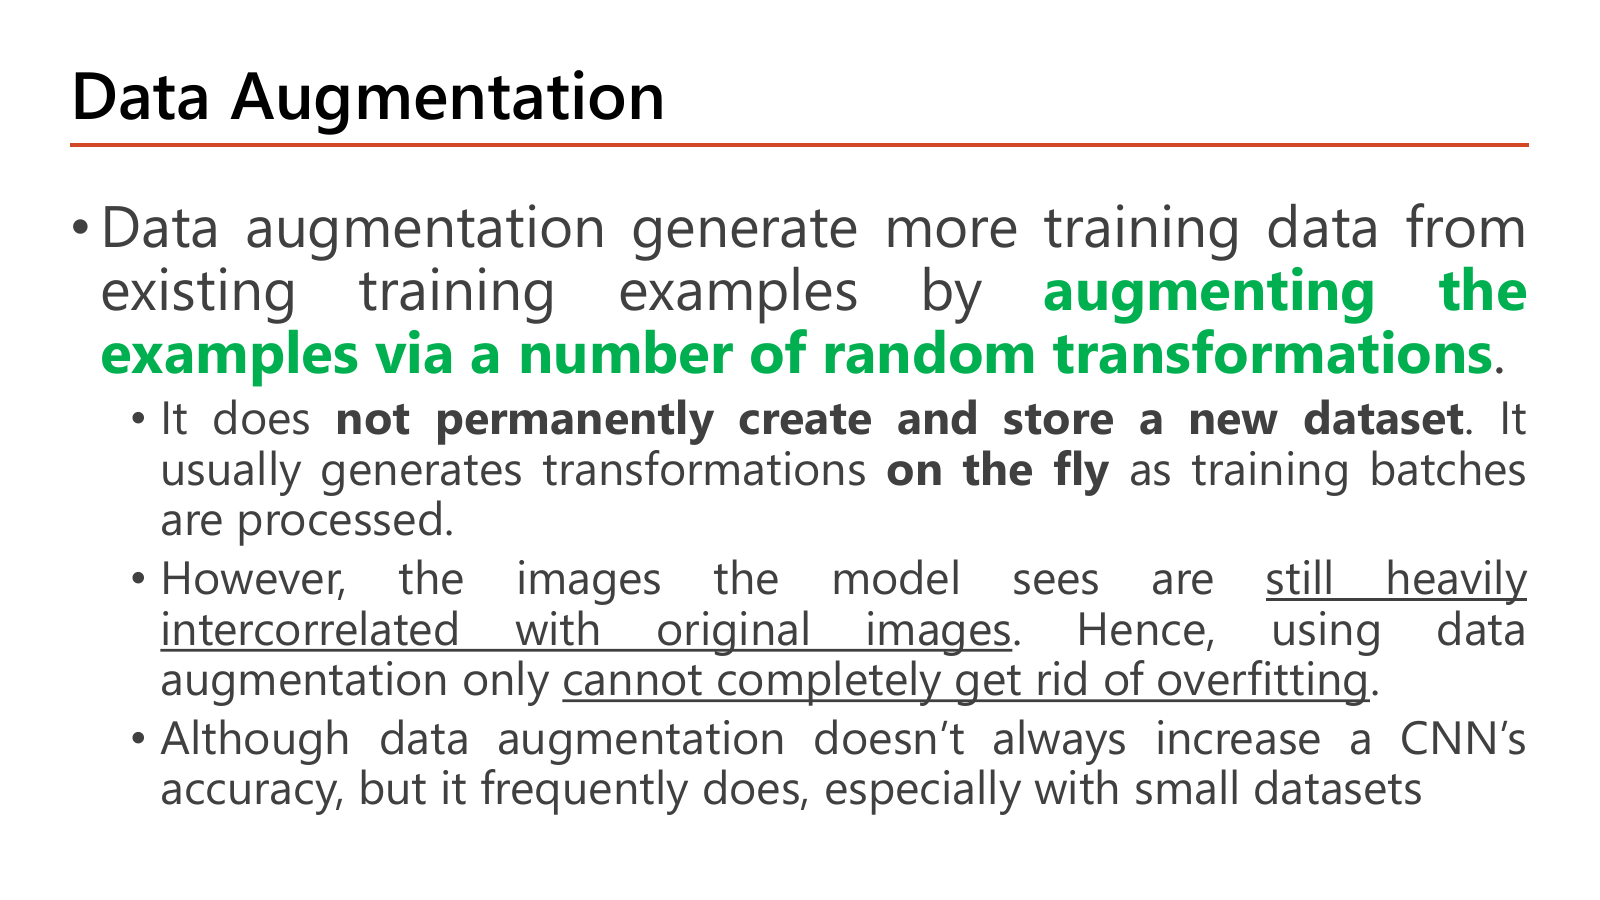 Data Augmentation
• Data augmentation generate more training data from
existing training examples by augmenting the
examples via a number of random transformations.
• It does not permanently create and store a new dataset. It
usually generates transformations on the fly as training batches
are processed.
• However, the images the model sees are still heavily
intercorrelated with original images. Hence, using data
augmentation only cannot completely get rid of overfitting.
• Although data augmentation doesn’t always increase a CNN’s
accuracy, but it frequently does, especially with small datasets